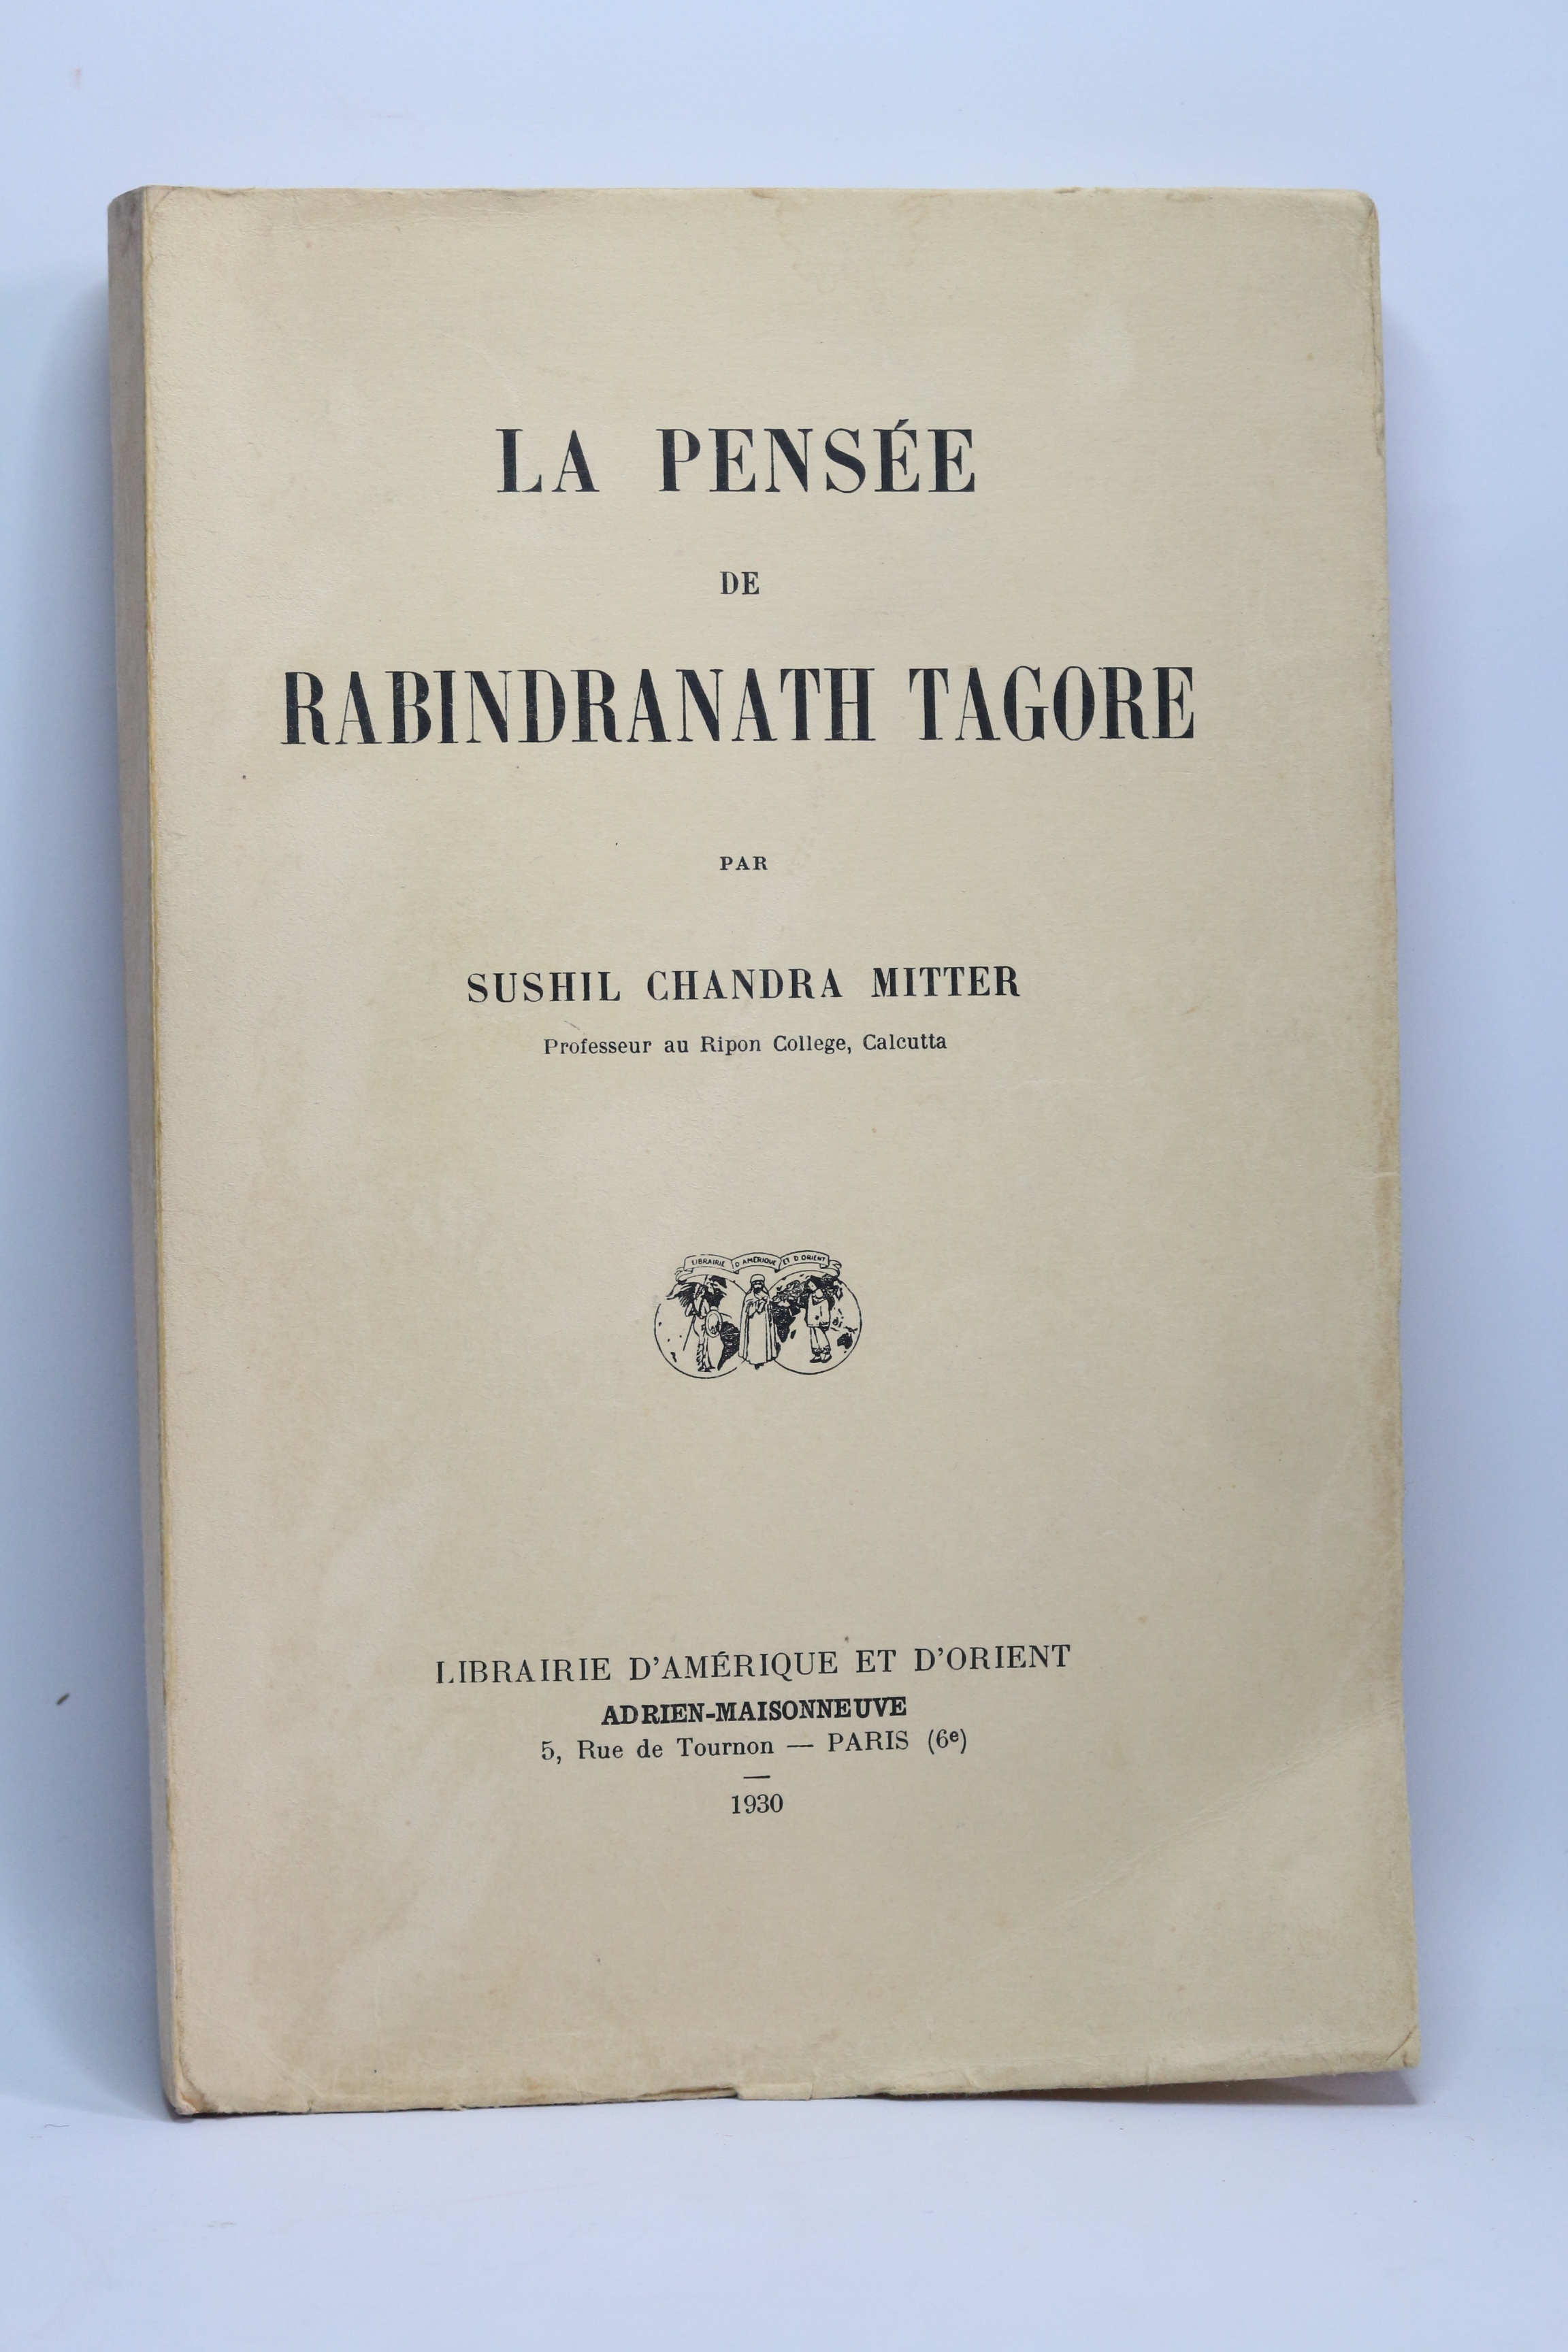 LA PENSÉE
DE
RABINDRANATH TAGORE
PAR
SUSHIL CHANDRA MITTER
Professeur au Ripon College, Calcutta
LIBRAIRIE D'AMÉRIQUE ET D'ORIENT
LIBRAIRIE D'AMÉRIQUE ET D'ORIENT
ADRIEN-MAISONNEUVE
5, Rue de Tournon — PARIS (6e)
1930